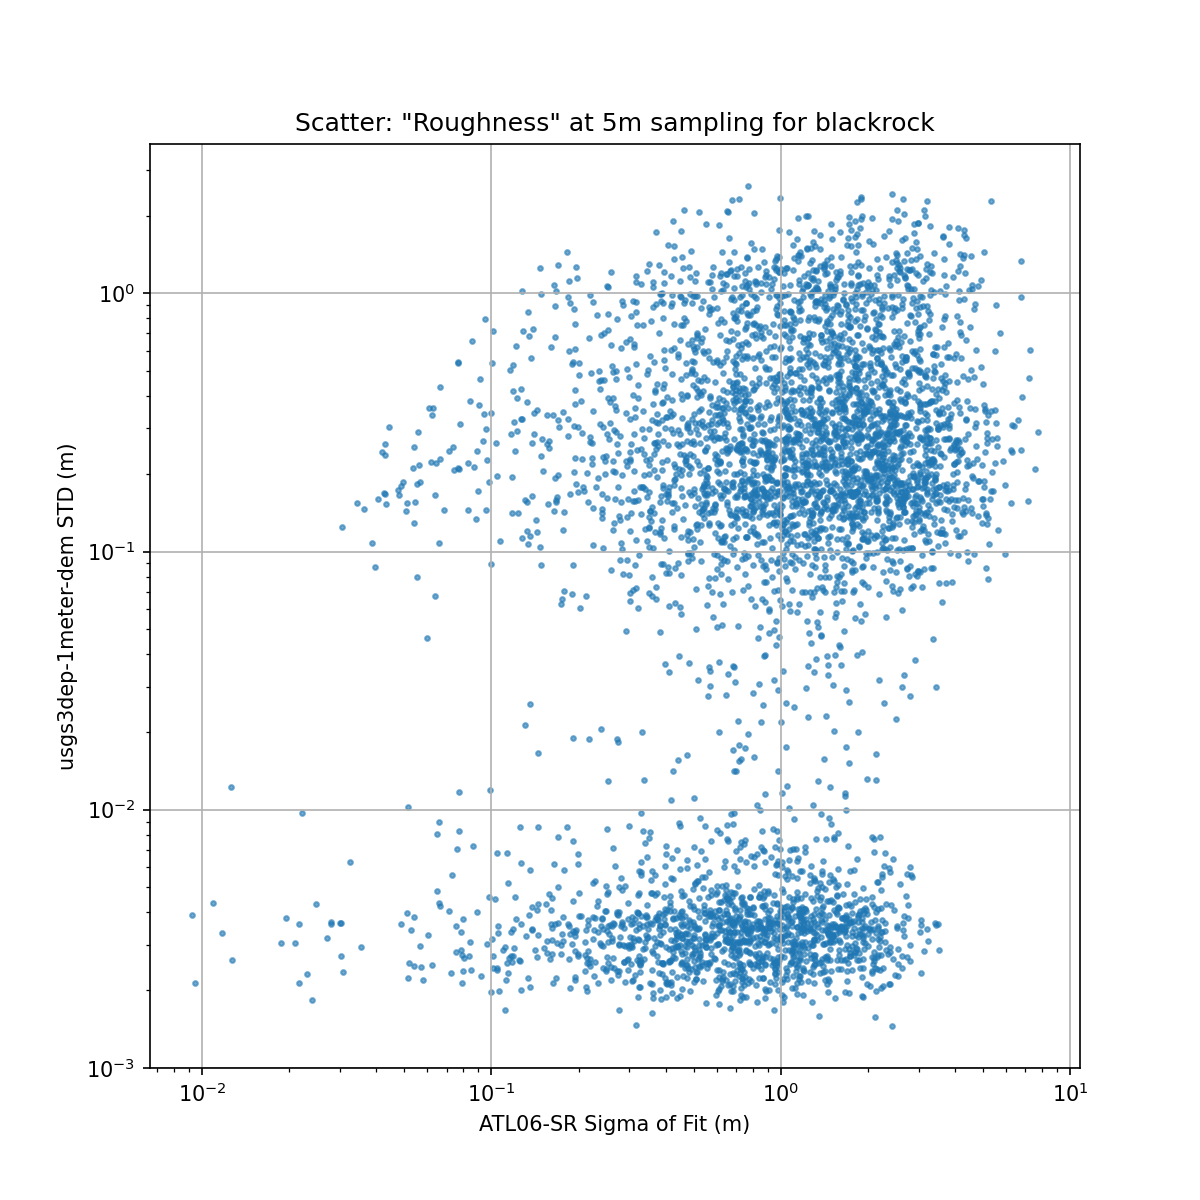 Scatter: "Roughness" at 5m sampling for blackrock
usgs3dep-1meter-dem STD (m)
10⁰
10⁻¹
10⁻²
10⁻³
10⁻² 10⁻¹ 10⁰ 10¹
ATL06-SR Sigma of Fit (m)